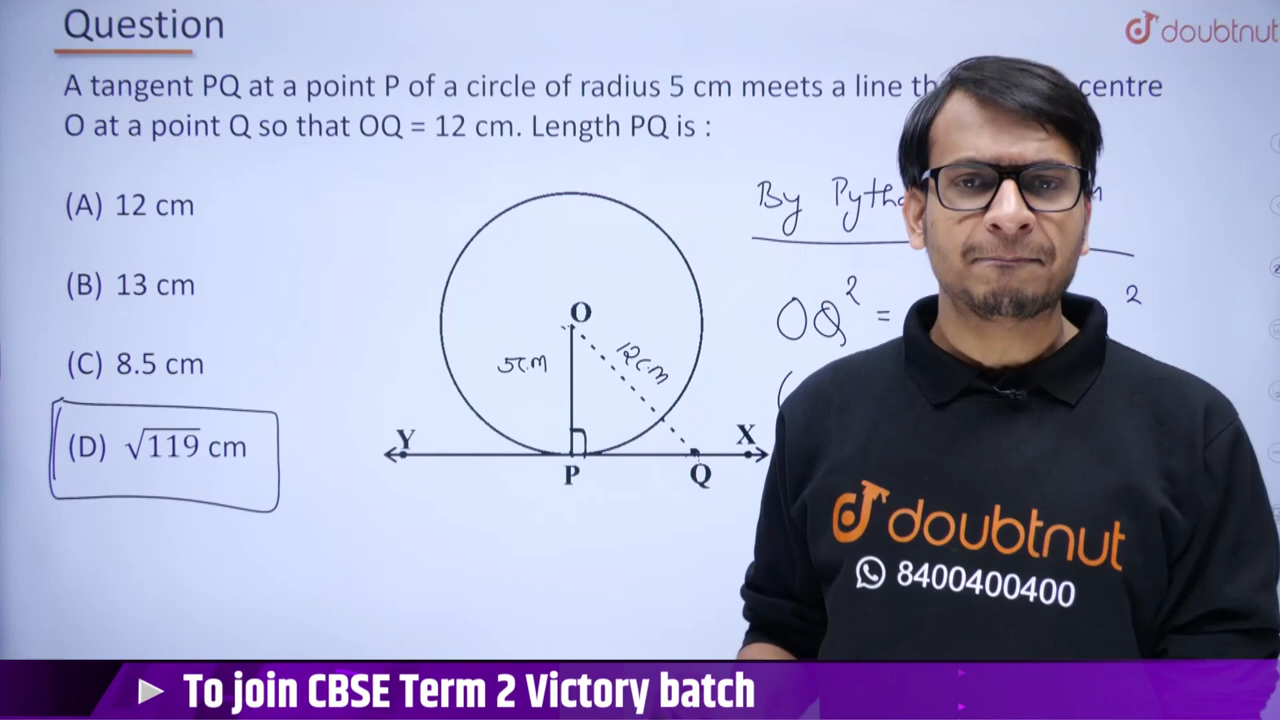 Question
doubtnut
A tangent PQ at a point P of a circle of radius 5 cm meets a line centre
O at a point Q so that OQ = 12 cm. Length PQ is :
(A) 12 cm
(B) 13 cm
(C) 8.5 cm
(D) √119 cm
By
OQ² =
2
O
5cm
12cm
Y
X
P
Q
doubtnut
8400400400
To join CBSE Term 2 Victory batch